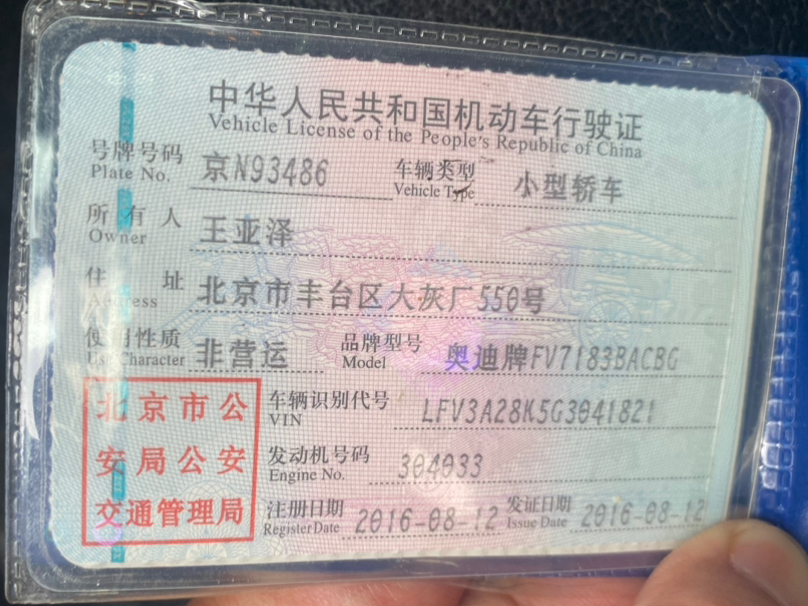 中华人民共和国机动车行驶证
Vehicle License of the People's Republic of China
号牌号码 京N93486 车辆类型 小型轿车
Plate No. Vehicle Type
所有人 王亚泽
Owner
住址 北京市丰台区大灰厂550号
Address
使用性质 非营运 品牌型号 奥迪牌FV7183BACBG
Use Character Model
北京市公 车辆识别代号 LFV3A28K5G3041821
VIN
安局公安 发动机号码 304033
Engine No.
交通管理局 注册日期 2016-08-12 发证日期 2016-08-12
Register Date Issue Date